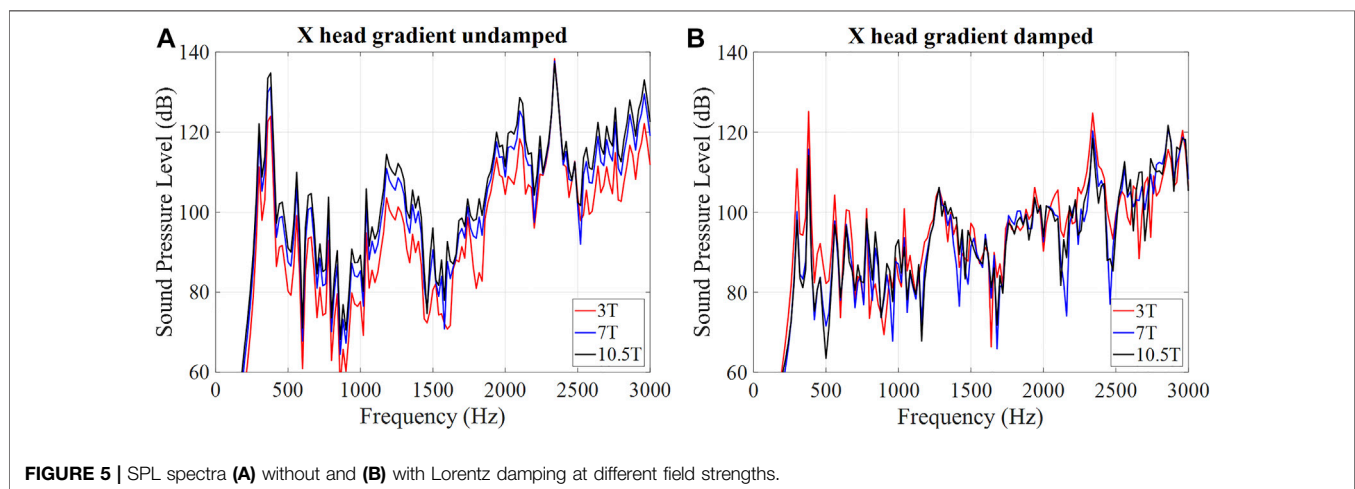 A
X head gradient undamped
Sound Pressure Level (dB)
140
120
100
80
60
0
500
1000
1500
2000
2500
3000
Frequency (Hz)
3T
7T
10.5T
B
X head gradient damped
Sound Pressure Level (dB)
140
120
100
80
60
0
500
1000
1500
2000
2500
3000
Frequency (Hz)
3T
7T
10.5T
FIGURE 5 | SPL spectra (A) without and (B) with Lorentz damping at different field strengths.